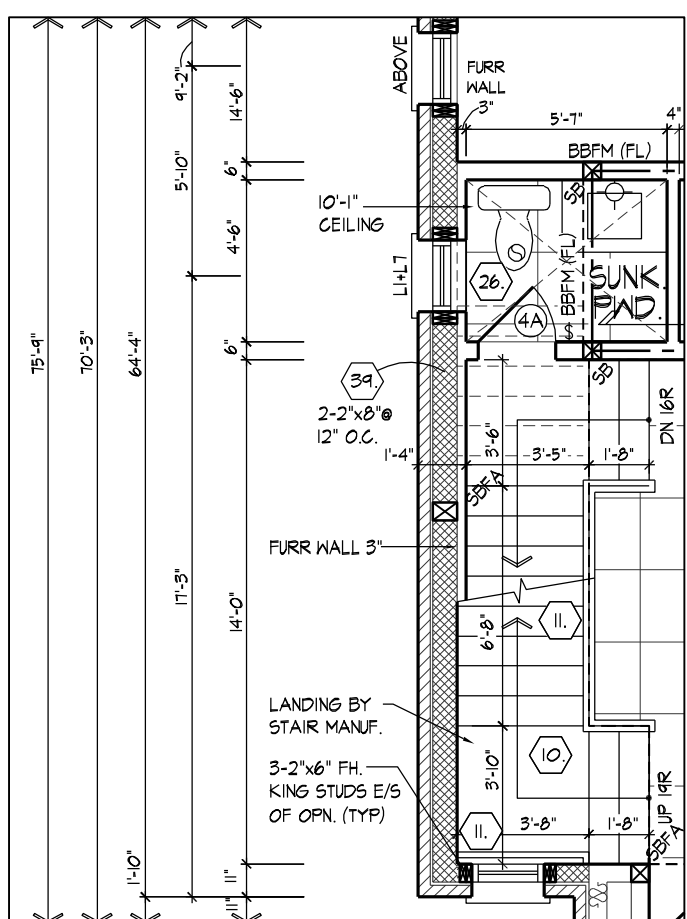 ABOVE
FURR
WALL
3"
5'-7"
4"
BBFM (FL)
9'-2"
14'-6"
5'-10"
6"
SB
10'-1"
CEILING
4'-6"
L1+L7
26.
BBFM (FL)
SUNK
PWD.
4A
$
75'-9"
70'-3"
64'-4"
6"
39.
SB
2-2"x8"@
12" O.C.
DN 16R
1'-4"
3'-6"
3'-5"
1'-8"
SBFA
FURR WALL 3"
17'-3"
14'-0"
6'-8"
11.
LANDING BY
STAIR MANUF.
10.
3'-10"
3-2"x6" FH.
KING STUDS E/S
OF OPN. (TYP)
UP 19R
11.
3'-8"
1'-8"
SBFA
1'-10"
11"
11"